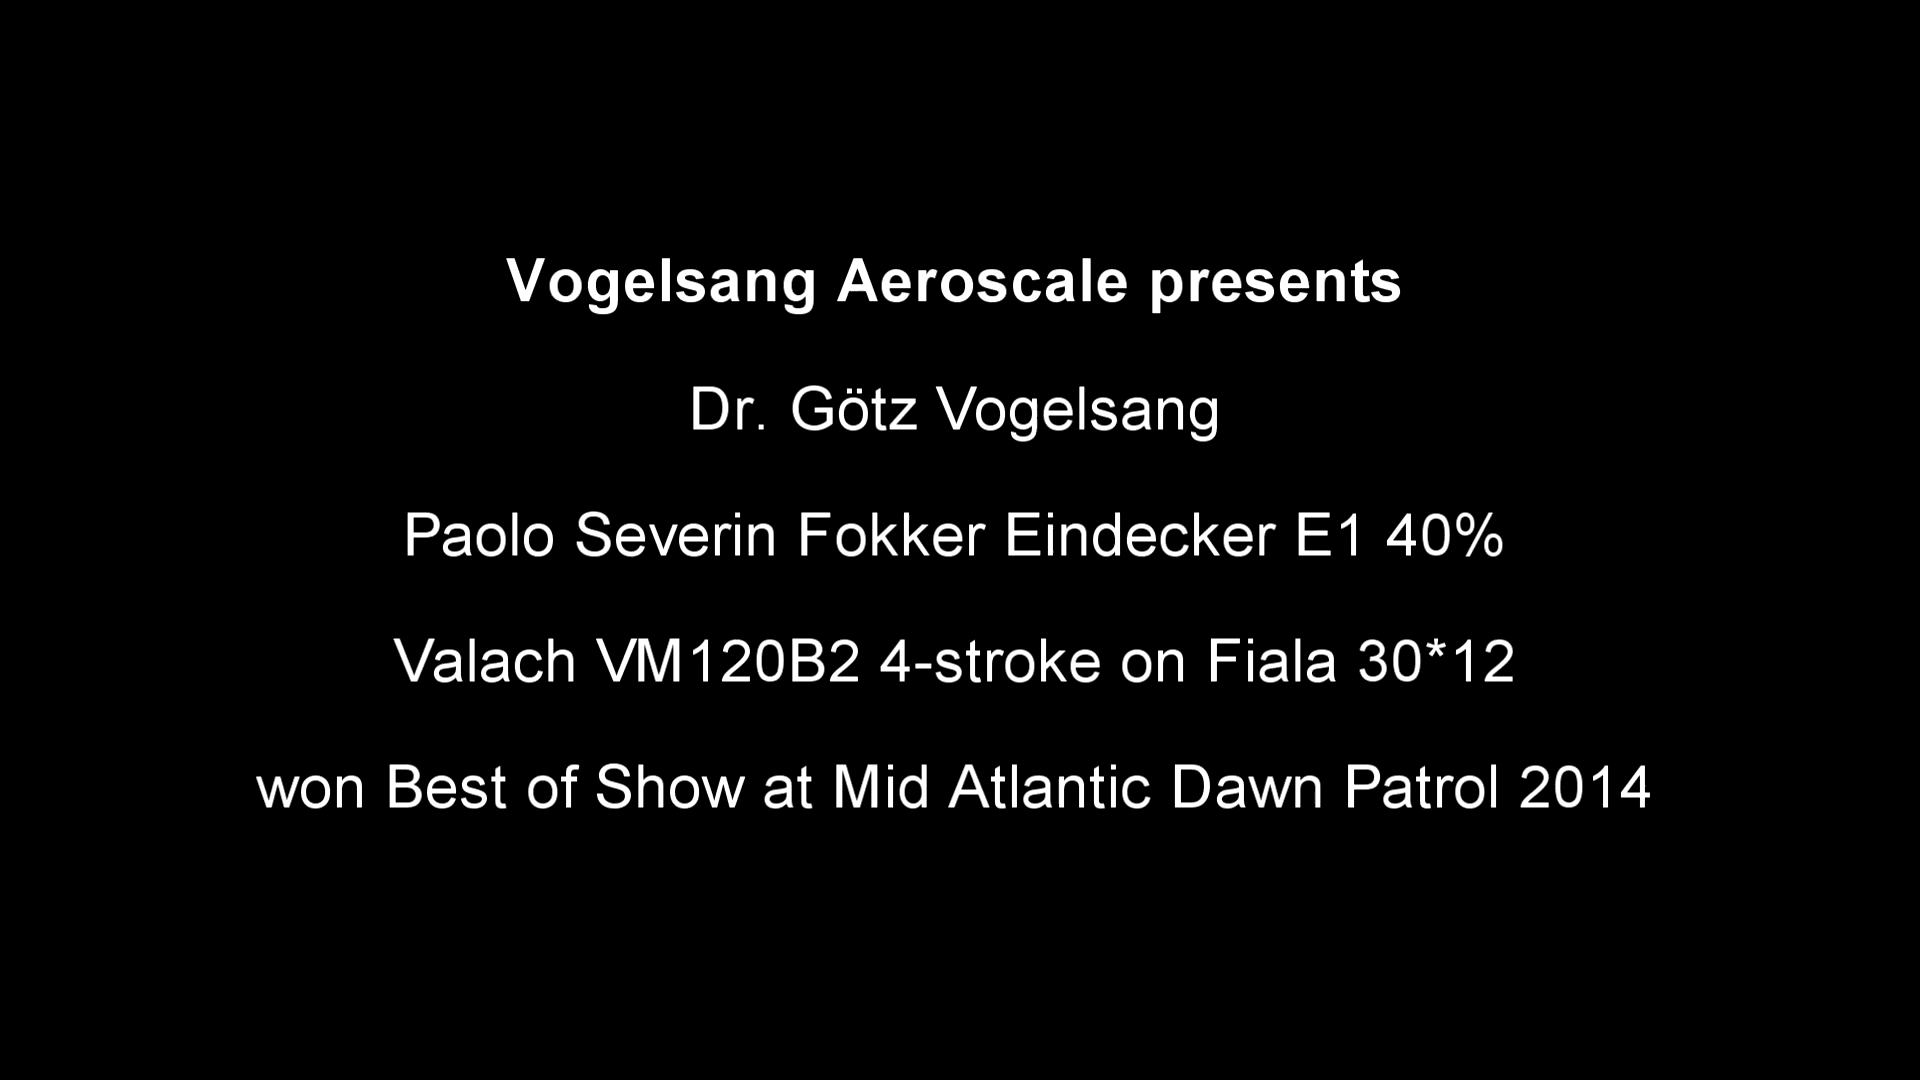 Vogelsang Aeroscale presents
Dr. Götz Vogelsang
Paolo Severin Fokker Eindecker E1 40%
Valach VM120B2 4-stroke on Fiala 30*12
won Best of Show at Mid Atlantic Dawn Patrol 2014